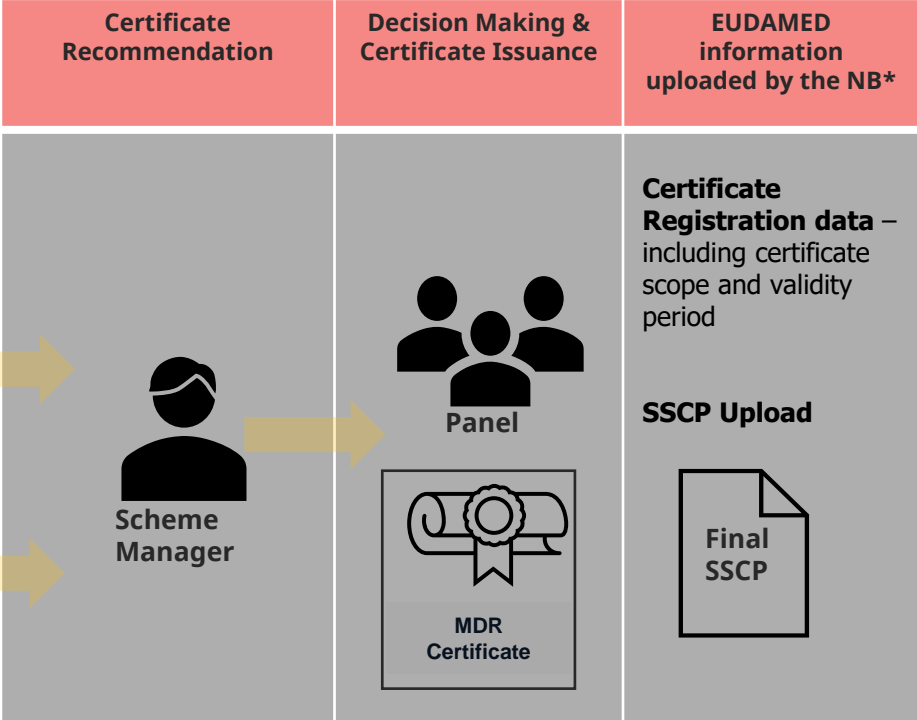 Certificate
Recommendation
Decision Making &
Certificate Issuance
EUDAMED
information
uploaded by the NB*
Scheme
Manager
Panel
MDR
Certificate
Certificate
Registration data –
including certificate
scope and validity
period
SSCP Upload
Final
SSCP